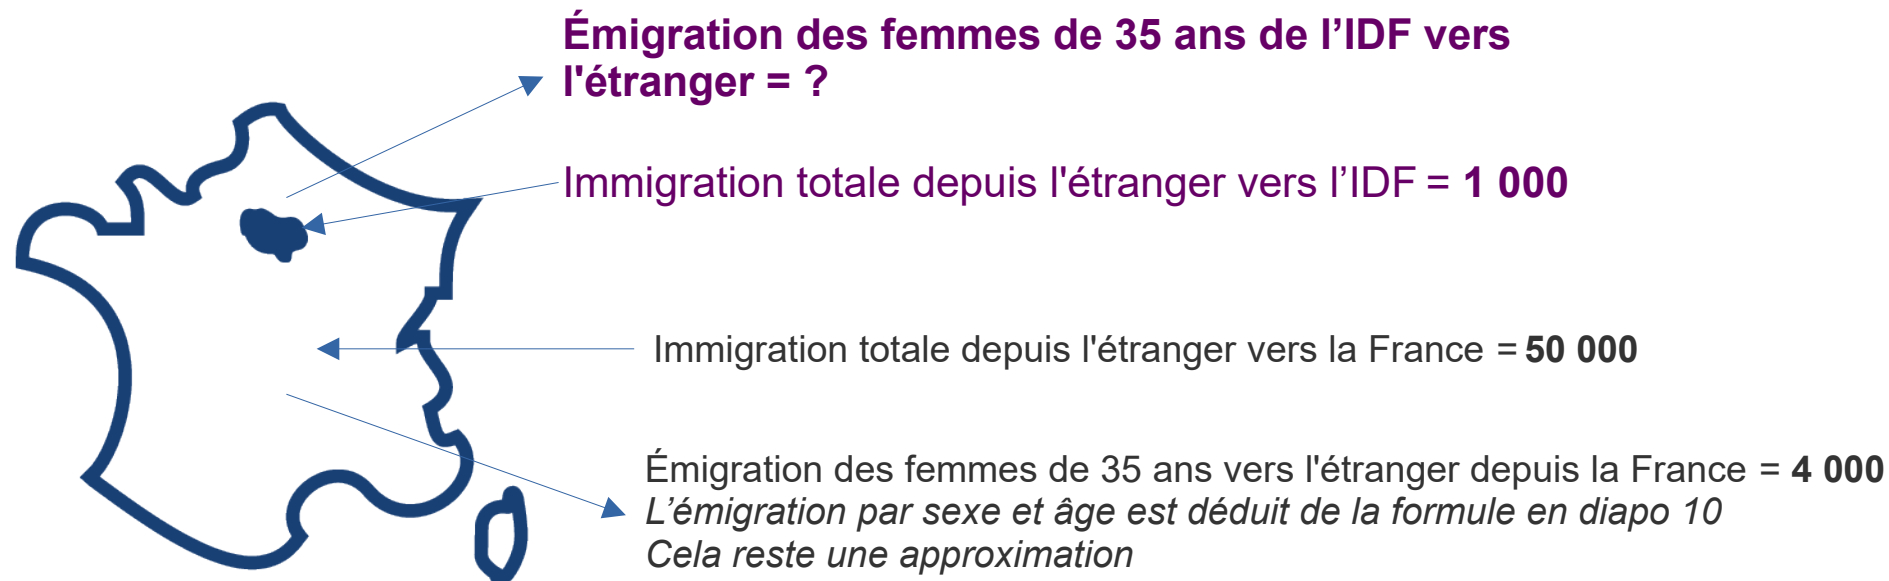 Émigration des femmes de 35 ans de l’IDF vers
l'étranger = ?
Immigration totale depuis l'étranger vers l’IDF = 1 000
Immigration totale depuis l'étranger vers la France = 50 000
Émigration des femmes de 35 ans vers l'étranger depuis la France = 4 000
L’émigration par sexe et âge est déduit de la formule en diapo 10
Cela reste une approximation